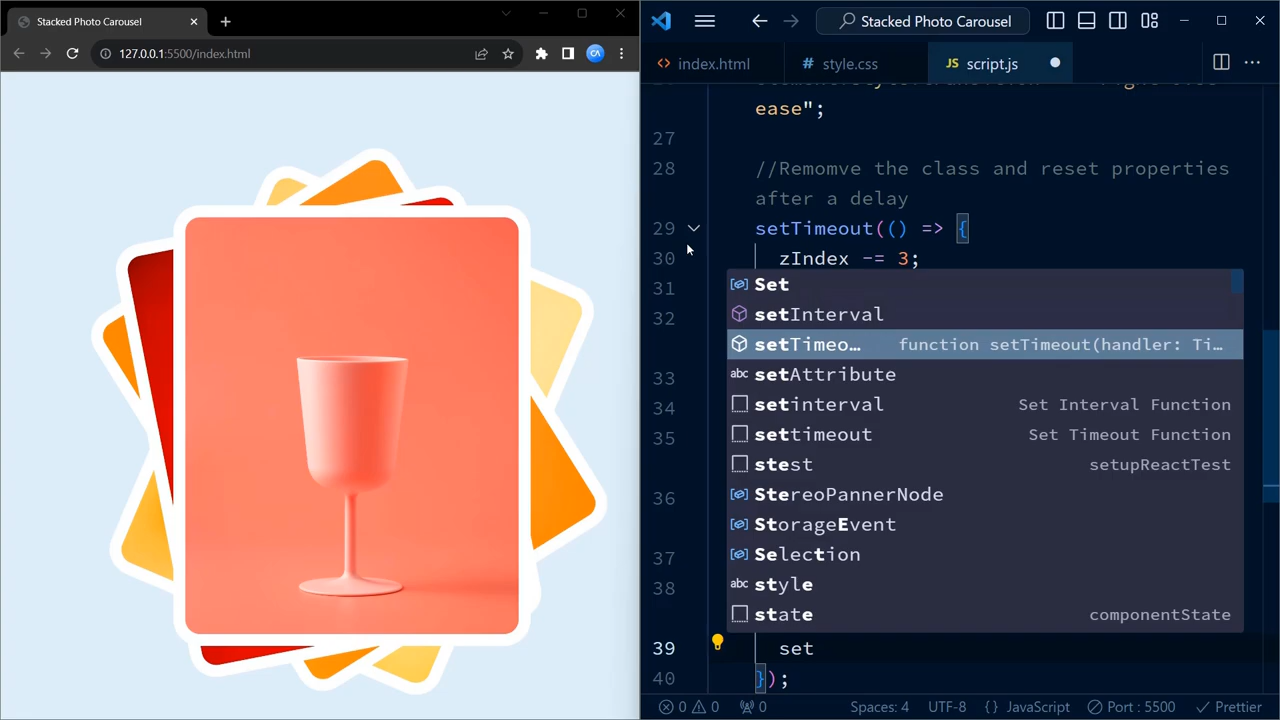 Stacked Photo Carousel
127.0.0.1:5500/index.html
CA
Stacked Photo Carousel
index.html
# style.css
JS script.js
ease";
27
28 //Remomve the class and reset properties
after a delay
29 setTimeout(() => {
30 zIndex -= 3;
31 Set
32 setInterval
setTimeo… function setTimeout(handler: Ti…
33 abc setAttribute
34 setinterval Set Interval Function
35 settimeout Set Timeout Function
stest setupReactTest
36 StereoPannerNode
StorageEvent
37 Selection
38 abc style
state componentState
39 set
40 });
0 0 0 Spaces: 4 UTF-8 {} JavaScript Port : 5500 Prettier